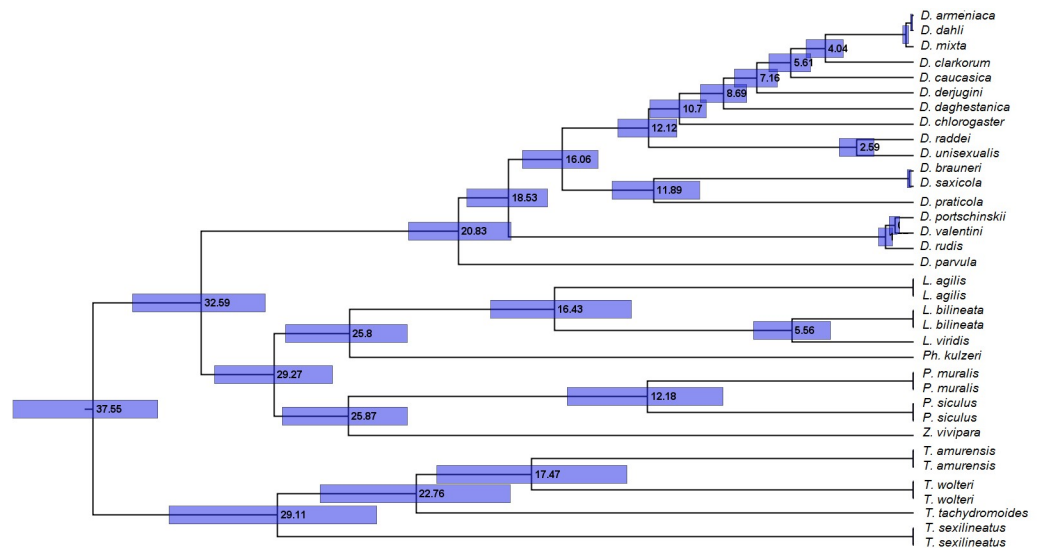 D. armeniaca
D. dahli
D. mixta
4.04
D. clarkorum
5.61
D. caucasica
7.16
D. derjugini
8.69
D. daghestanica
10.7
D. chlorogaster
12.12
D. raddei
2.59
D. unisexualis
16.06
D. brauneri
D. saxicola
11.89
D. praticola
18.53
D. portschinskii
D. valentini
20.83
D. rudis
D. parvula
L. agilis
L. agilis
32.59
16.43
L. bilineata
L. bilineata
5.56
25.8
L. viridis
Ph. kulzeri
29.27
P. muralis
P. muralis
12.18
P. siculus
37.55
25.87
P. siculus
Z. vivipara
T. amurensis
T. amurensis
17.47
T. wolteri
22.76
T. wolteri
T. tachydromoides
29.11
T. sexilineatus
T. sexilineatus